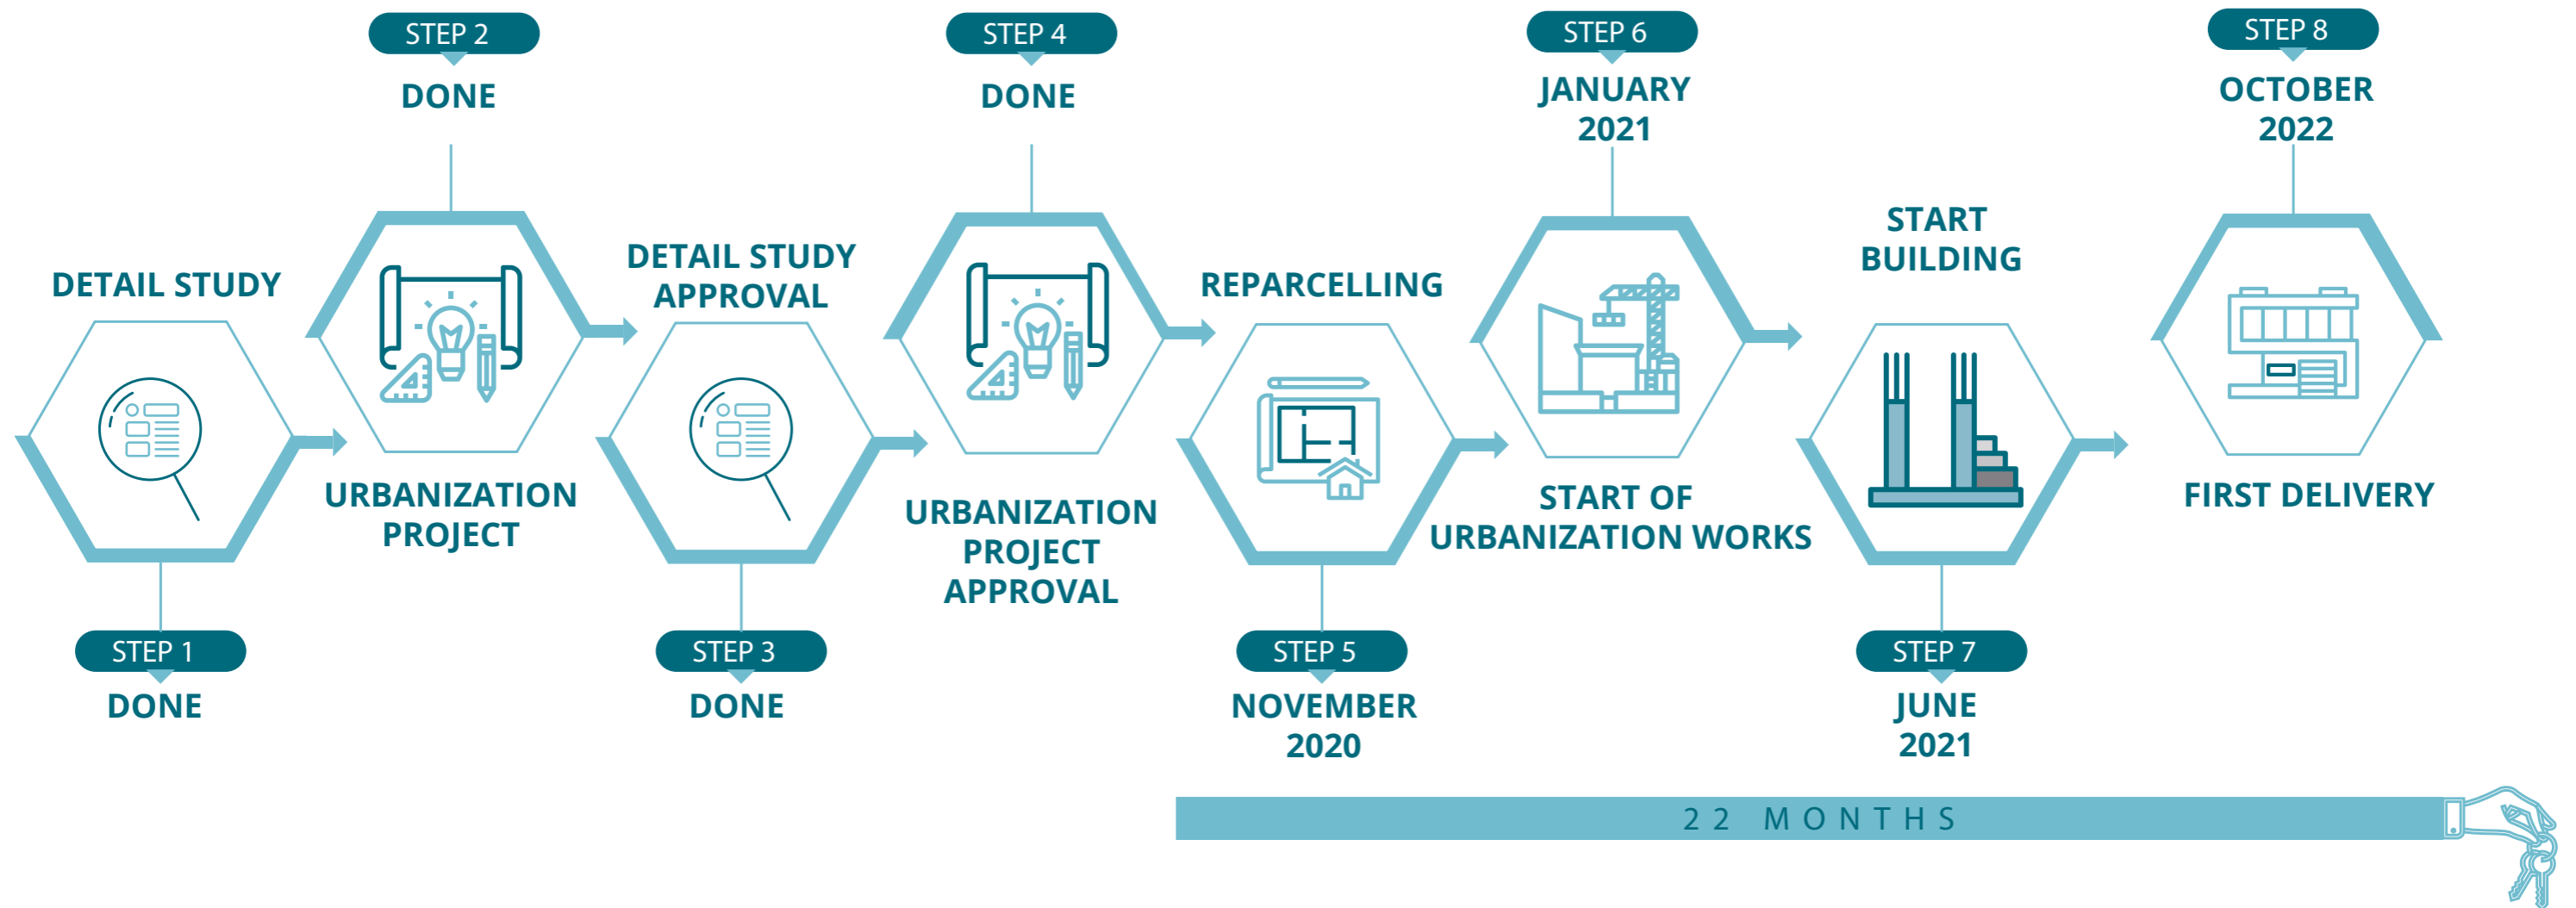 STEP 1
DETAIL STUDY
DONE
STEP 2
DONE
URBANIZATION
PROJECT
STEP 3
DETAIL STUDY
APPROVAL
DONE
STEP 4
DONE
URBANIZATION
PROJECT
APPROVAL
STEP 5
REPARCELLING
NOVEMBER
2020
STEP 6
JANUARY
2021
START OF
URBANIZATION WORKS
STEP 7
START
BUILDING
JUNE
2021
STEP 8
OCTOBER
2022
FIRST DELIVERY
22 MONTHS